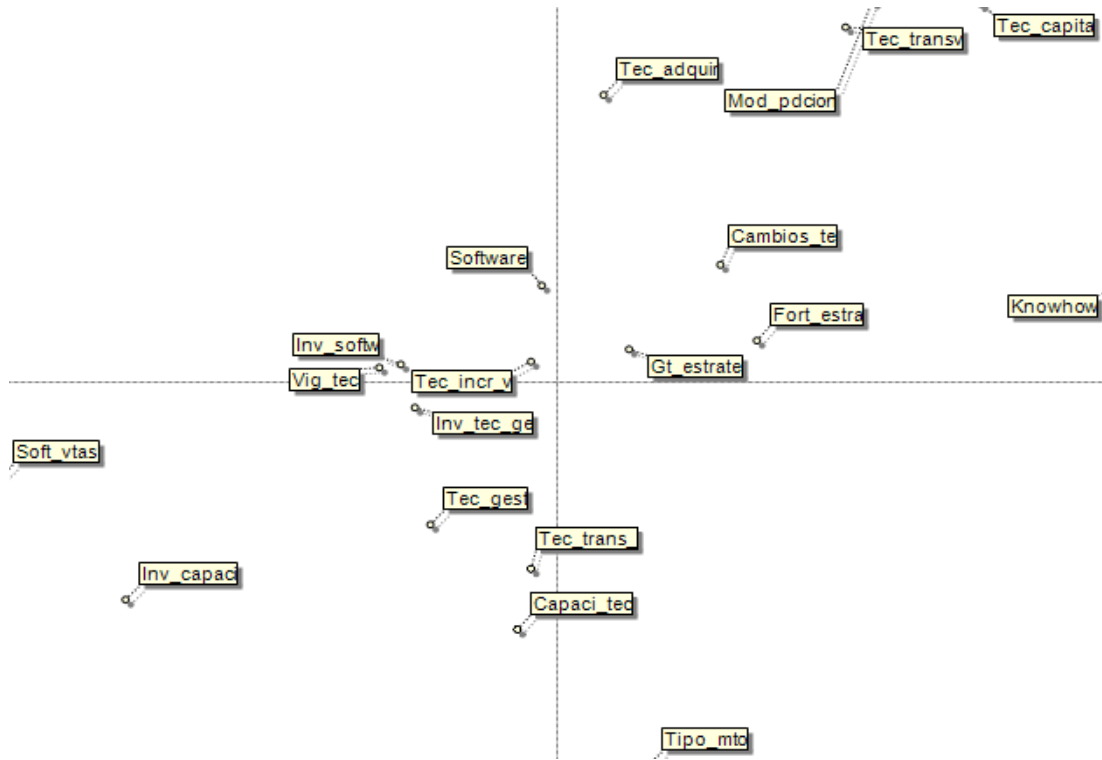 Tec_capita
Tec_transv
Tec_adquir
Mod_pdcion
Cambios_te
Software
Knowhow
Fort_estra
Inv_softw
Gt_estrate
Vig_tec
Tec_incr_v
Inv_tec_ge
Soft_vtas
Tec_gest
Tec_trans_
Inv_capaci
Capaci_tec
Tipo_mto